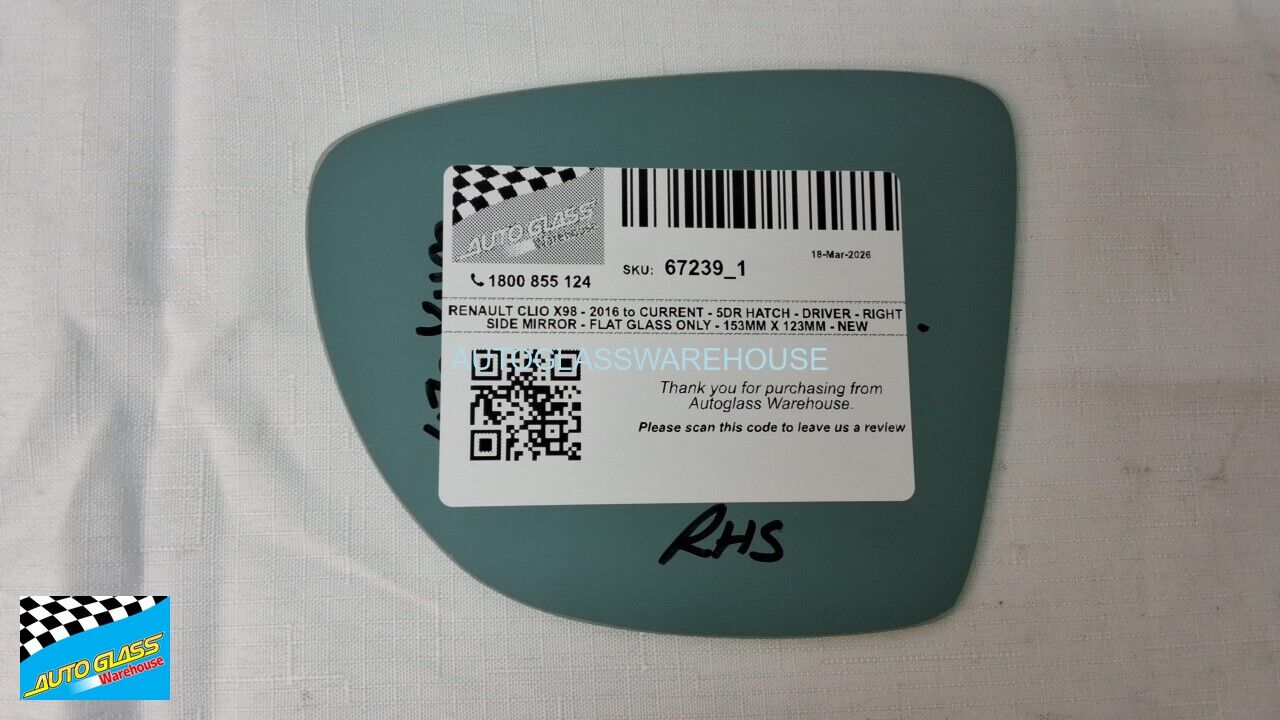 AUTO GLASS
Warehouse
1800 855 124
SKU: 67239_1
18-Mar-2026
RENAULT CLIO X98 - 2016 to CURRENT - 5DR HATCH - DRIVER - RIGHT
SIDE MIRROR - FLAT GLASS ONLY - 153MM X 123MM - NEW
AUTOGLASSWAREHOUSE
Thank you for purchasing from
Autoglass Warehouse.
Please scan this code to leave us a review
RHS
AUTO GLASS
Warehouse